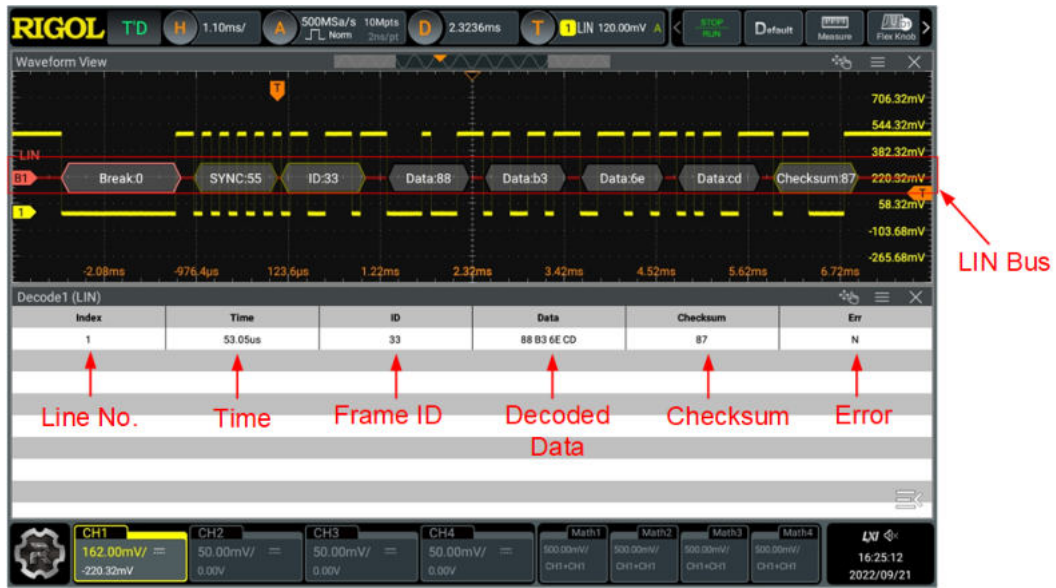 RIGOL T'D H 1.10ms/ A 500MSa/s 10Mpts Norm 2ns/pt D 2.3236ms T 1 LIN 120.00mV A < STOP RUN Default Measure Flex Knob >
Waveform View
T
706.32mV
544.32mV
382.32mV
LIN
B1 Break:0 SYNC:55 ID:33 Data:88 Data:b3 Data:6e Data:cd Checksum:87 220.32mV
T
1 58.32mV
-103.68mV
-265.68mV
LIN Bus
-2.08ms -976.4µs 123.6µs 1.22ms 2.32ms 3.42ms 4.52ms 5.62ms 6.72ms
Decode1 (LIN)
Index Time ID Data Checksum Err
1 53.05us 33 88 B3 6E CD 87 N
Line No. Time Frame ID Decoded Checksum Error
Data
CH1 CH2 CH3 CH4 Math1 Math2 Math3 Math4 LXI
162.00mV/ 50.00mV/ 50.00mV/ 50.00mV/ 500.00mV/ 500.00mV/ 500.00mV/ 500.00mV/ 16:25:12
-220.32mV 0.00V 0.00V 0.00V CH1+CH1 CH1+CH1 CH1+CH1 CH1+CH1 2022/09/21